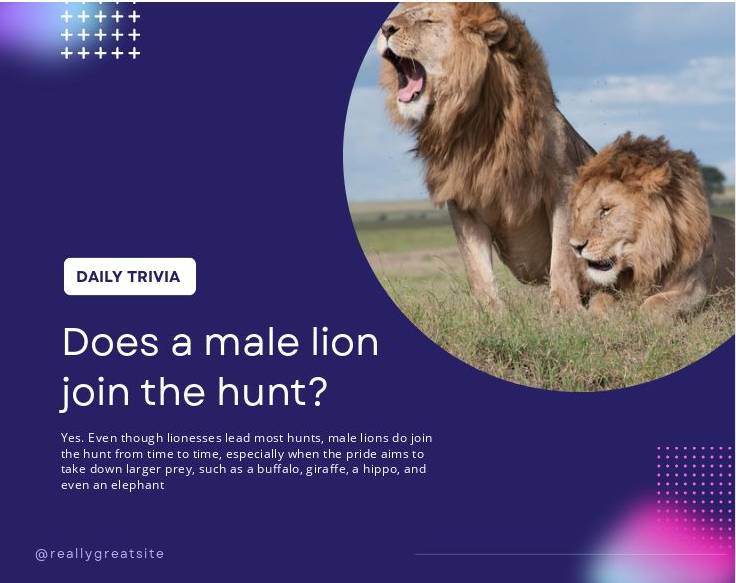 DAILY TRIVIA
Does a male lion
join the hunt?
Yes. Even though lionesses lead most hunts, male lions do join
the hunt from time to time, especially when the pride aims to
take down larger prey, such as a buffalo, giraffe, a hippo, and
even an elephant
@reallygreatsite